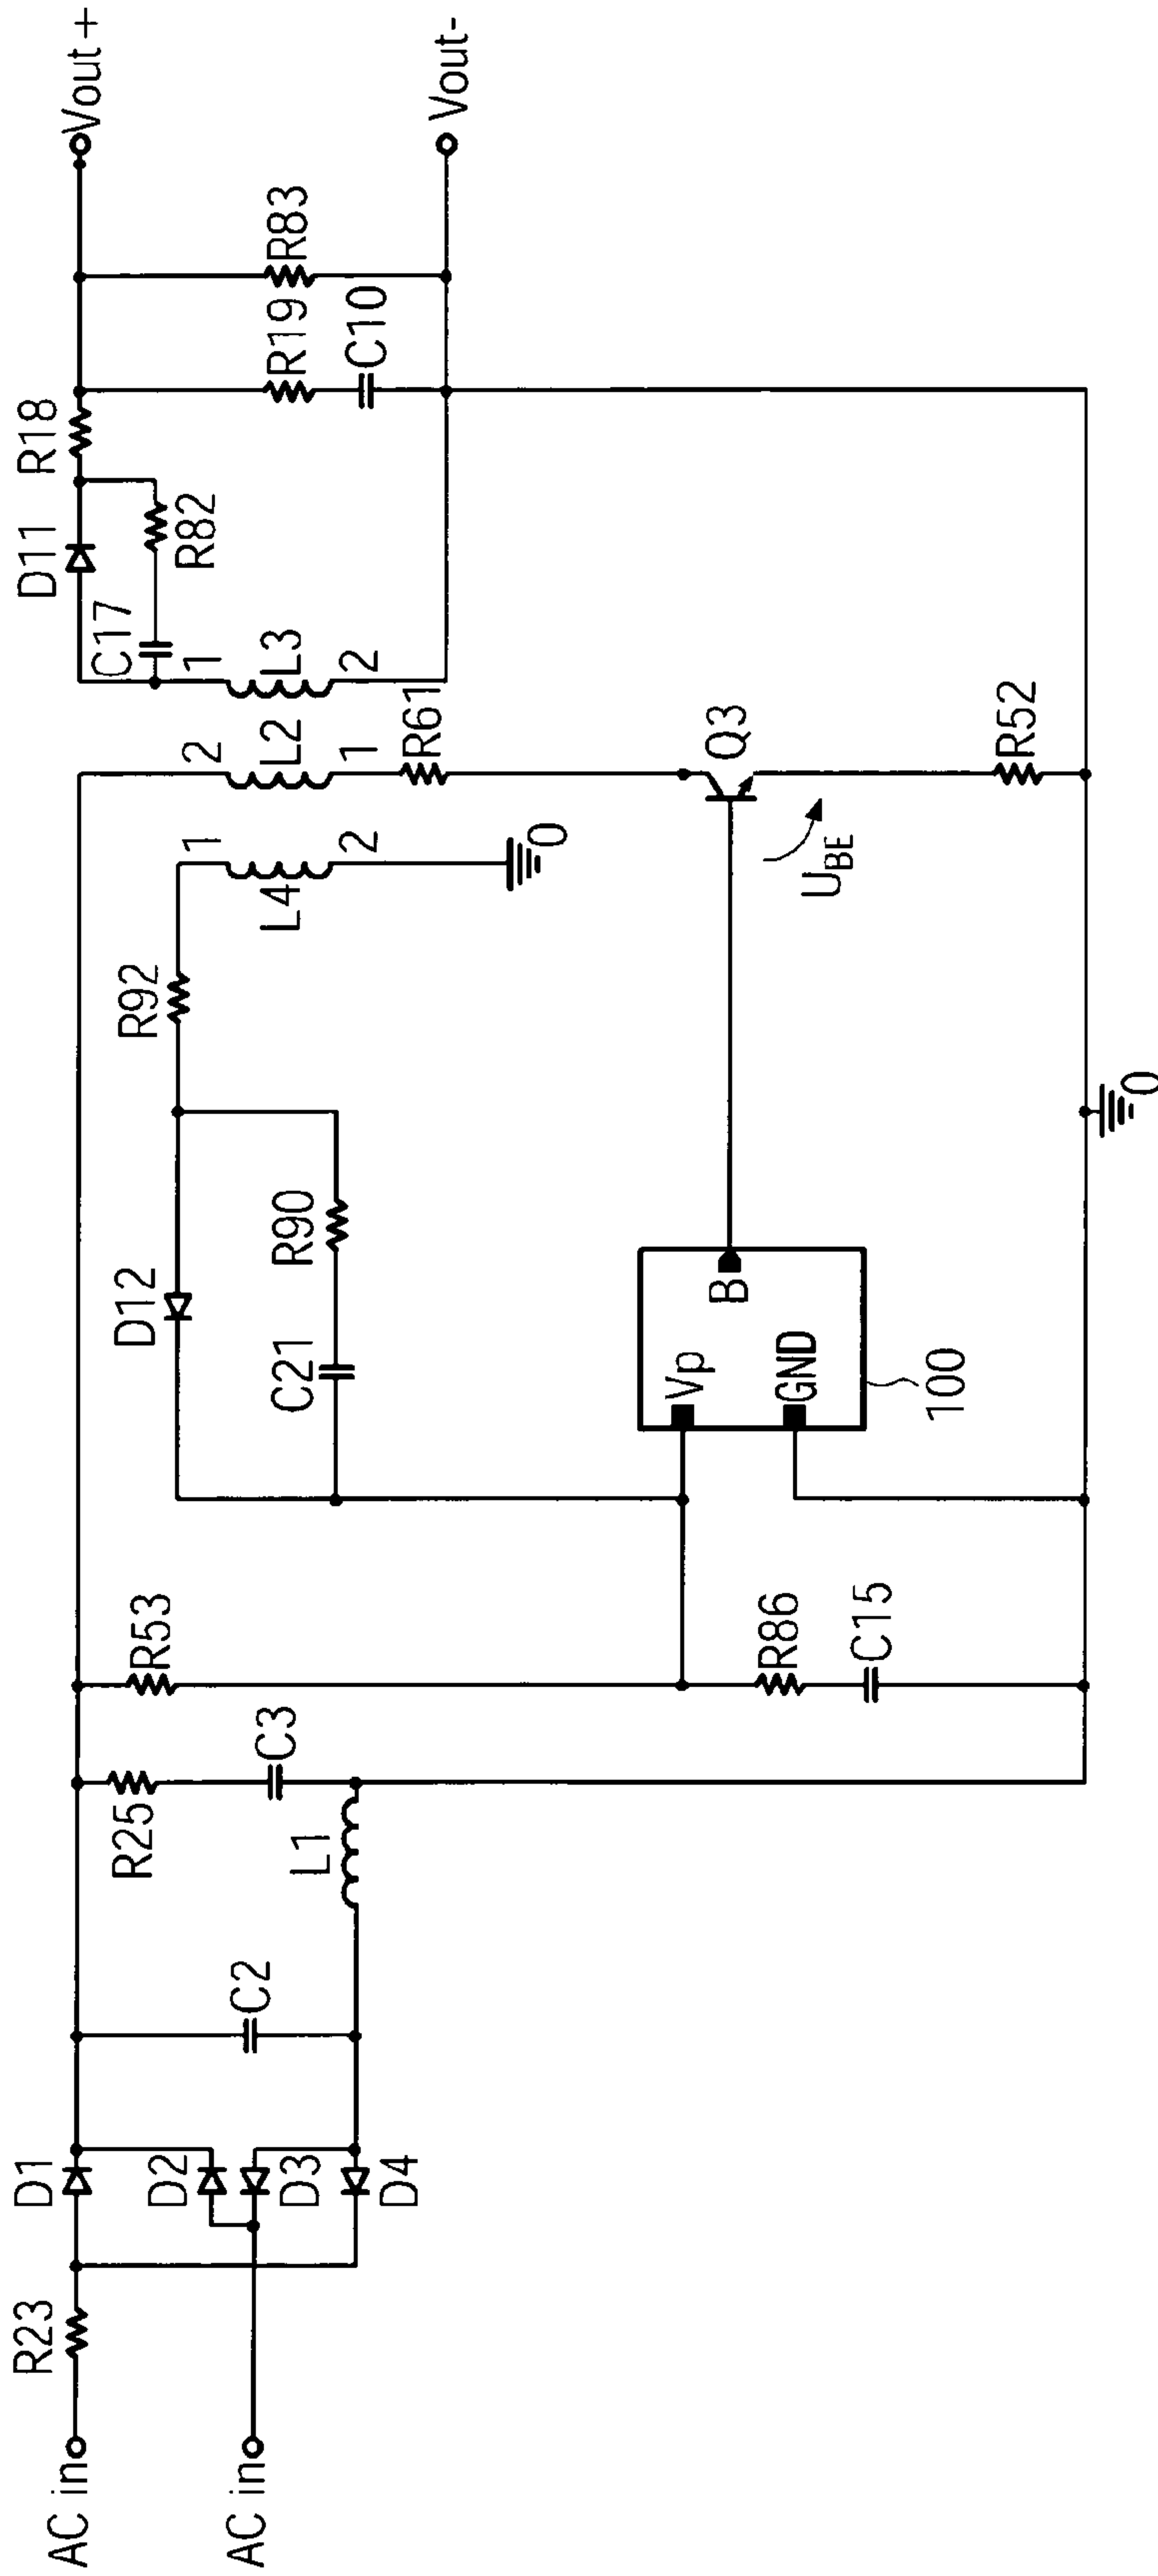 AC in
AC in
R23
D1
D2
D3
D4
C2
L1
R25
C3
R53
R86
C15
D12
C21
R90
R92
Vp
GND
B
100
0
L4
1
2
0
2
L2
1
R61
Q3
UBE
R52
1
L3
2
C17
R82
D11
R18
R19
C10
R83
Vout+
Vout-